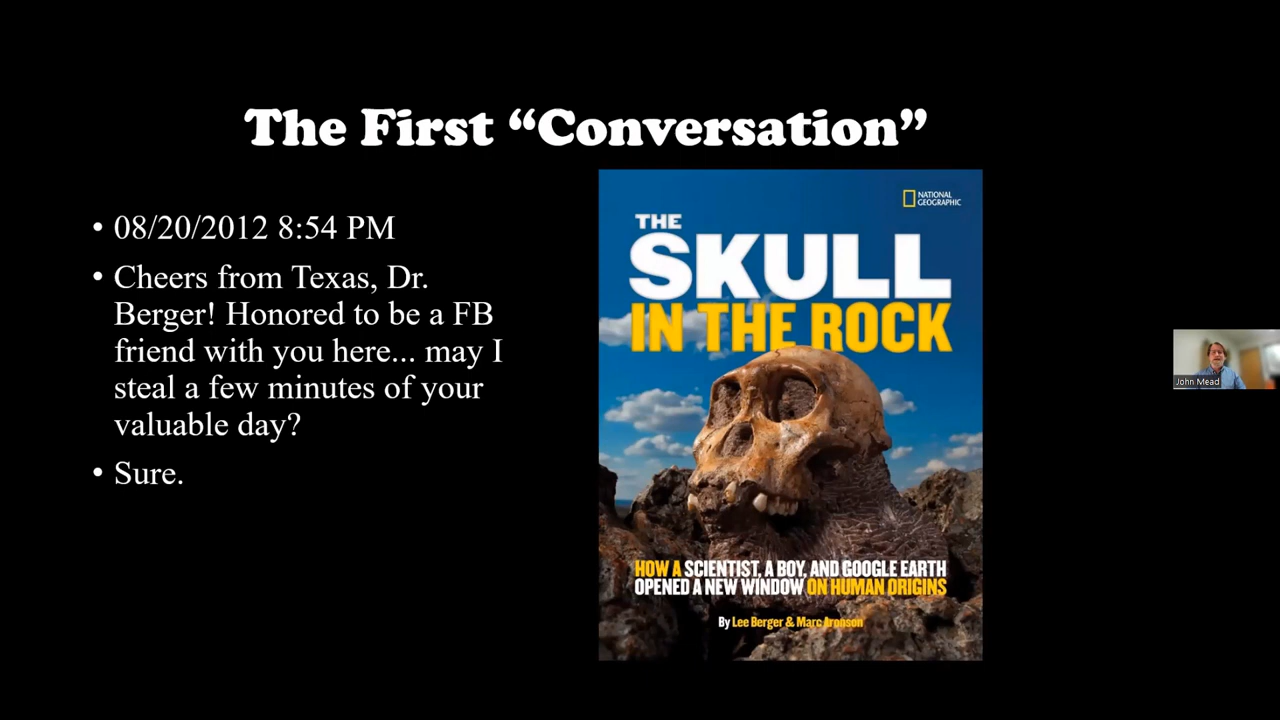 The First “Conversation”
• 08/20/2012 8:54 PM
• Cheers from Texas, Dr.
Berger! Honored to be a FB
friend with you here... may I
steal a few minutes of your
valuable day?
• Sure.
NATIONAL
GEOGRAPHIC
THE
SKULL
IN THE ROCK
HOW A SCIENTIST, A BOY, AND GOOGLE EARTH
OPENED A NEW WINDOW ON HUMAN ORIGINS
By Lee Berger & Marc Aronson
John Mead